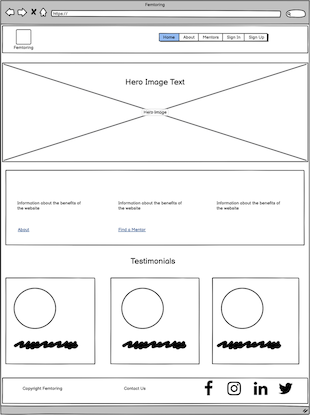 Femtoring
https://
Femtoring
Home About Mentors Sign In Sign Up
Hero Image Text
Hero Image
Information about the benefits of
the website
About
Information about the benefits of
the website
Find a Mentor
Information about the benefits of
the website
Testimonials
Copyright Femtoring
Contact Us